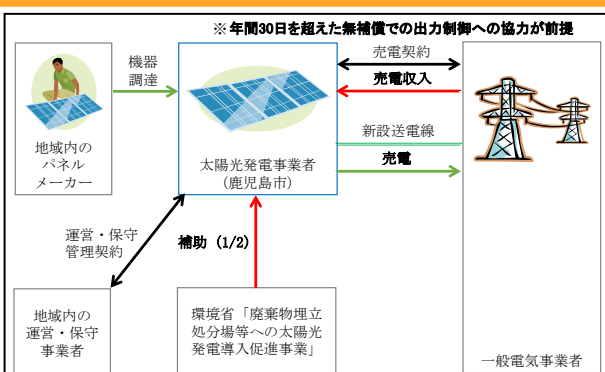 ※年間30日を超えた無補償での出力制御への協力が前提
機器
調達
売電契約
売電収入
新設送電線
売電
地域内の
パネル
メーカー
太陽光発電事業者
(鹿児島市)
運営・保守
管理契約
補助（1/2）
地域内の
運営・保守
事業者
環境省「廃棄物埋立
処分場等への太陽光
発電導入促進事業」
一般電気事業者